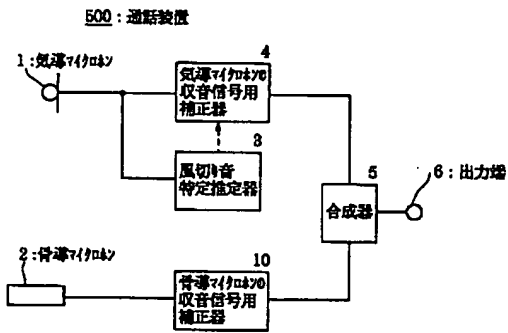 500：通話装置
1：気導マイクロホン
4
気導マイクロホンの
収音信号用
補正器
3
風切り音
特定推定器
5
合成器
6：出力端
2：骨導マイクロホン
10
骨導マイクロホンの
収音信号用
補正器